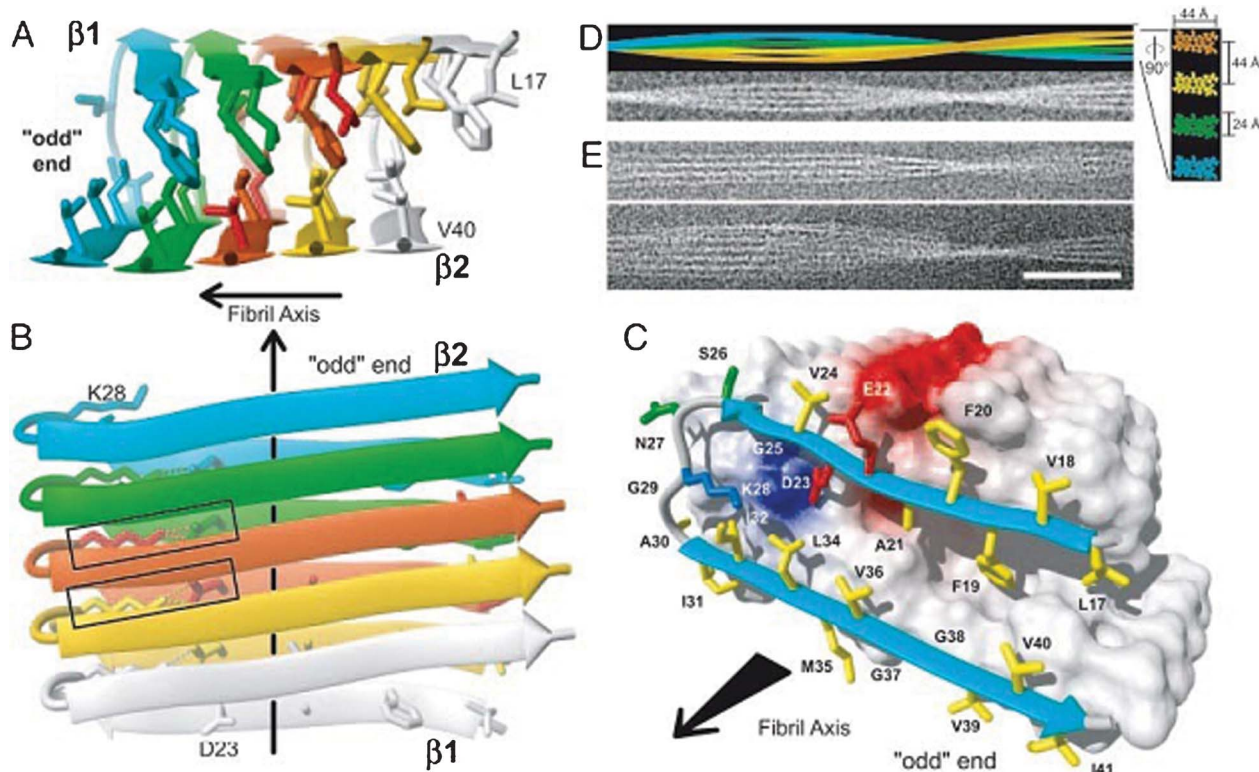 A
β1
L17
"odd"
end
V40
β2
Fibril Axis
B
"odd" end
β2
K28
D23
β1
D
90°
44 Å
44 Å
24 Å
E
C
S26
V24
E22
F20
N27
G25
V18
D23
K28
G29
I32
L34
A21
A30
V36
F19
L17
I31
G38
V40
M35
G37
Fibril Axis
V39
"odd" end
I41